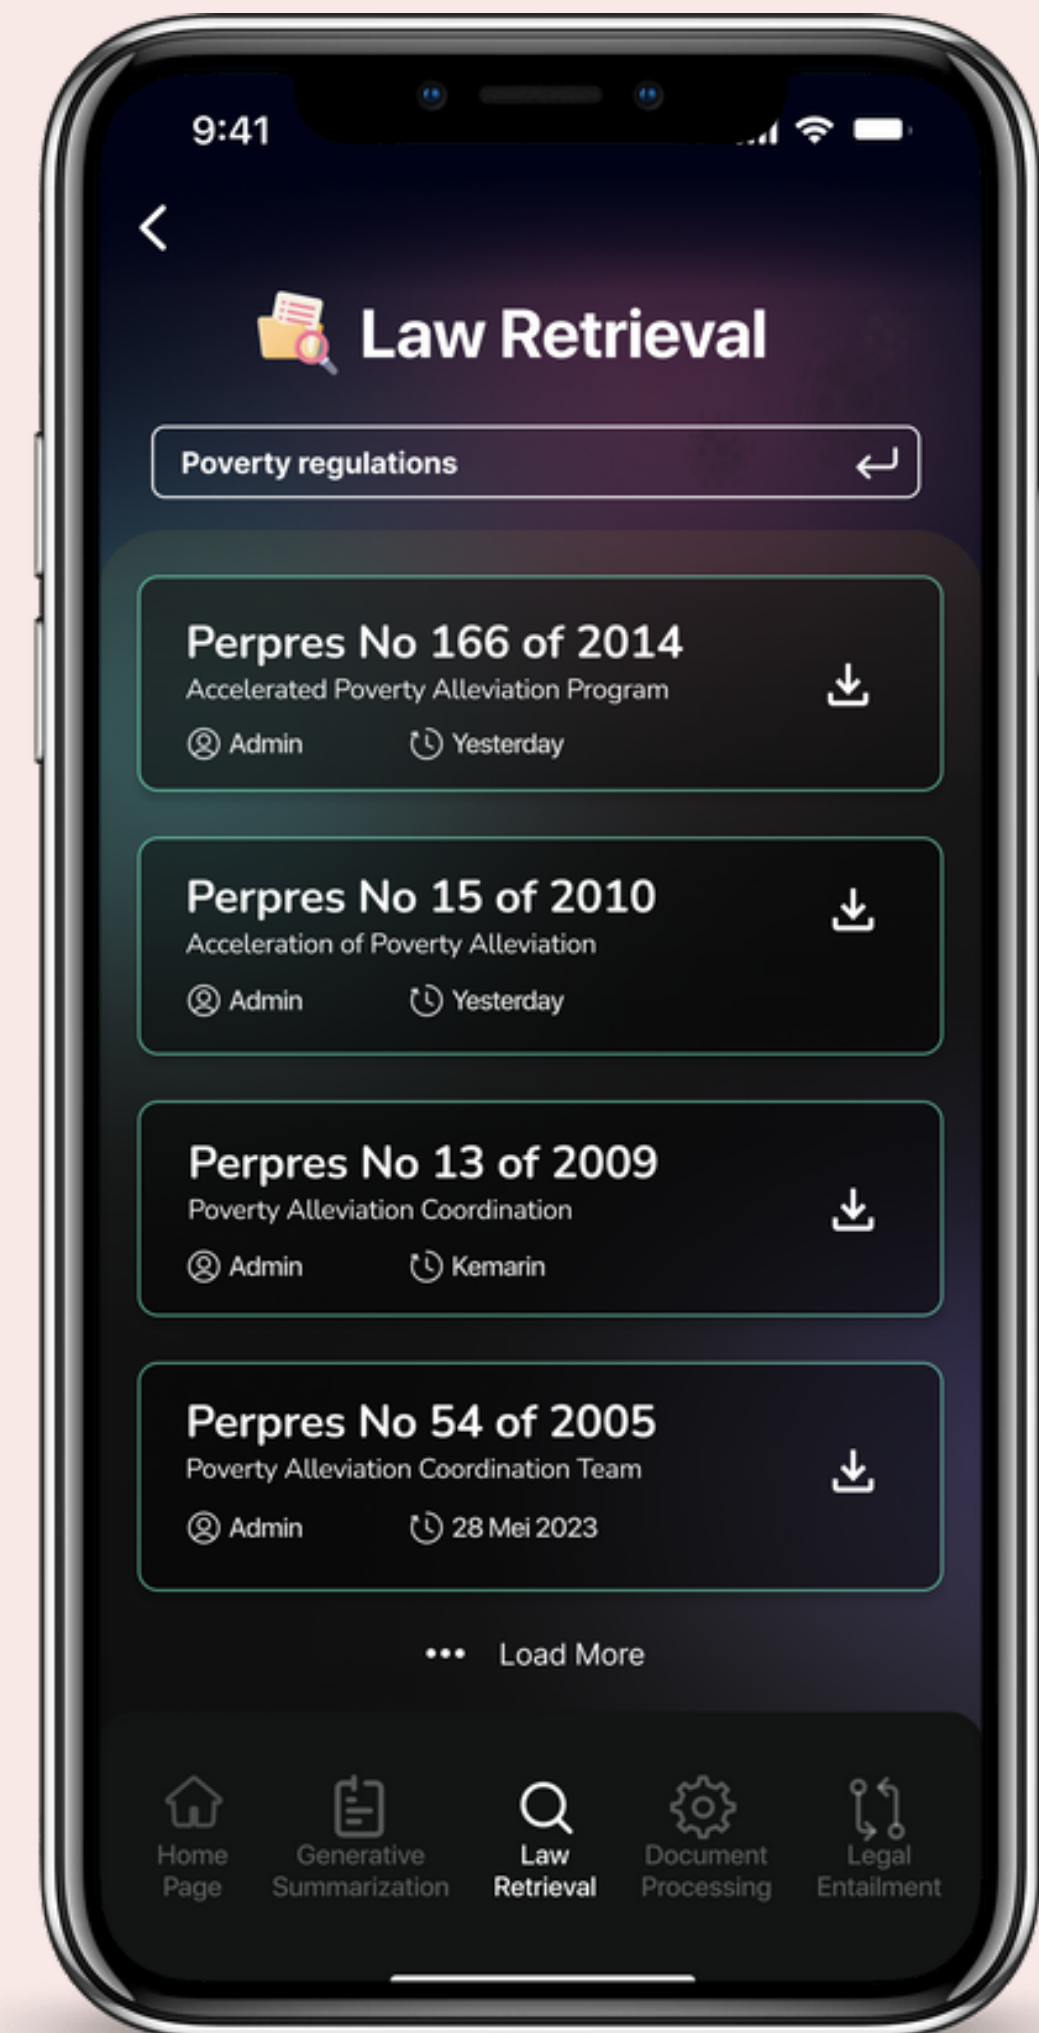 9:41
Law Retrieval
Poverty regulations
Perpres No 166 of 2014
Accelerated Poverty Alleviation Program
Admin Yesterday
Perpres No 15 of 2010
Acceleration of Poverty Alleviation
Admin Yesterday
Perpres No 13 of 2009
Poverty Alleviation Coordination
Admin Kemarin
Perpres No 54 of 2005
Poverty Alleviation Coordination Team
Admin 28 Mei 2023
••• Load More
Home
Page
Generative
Summarization
Law
Retrieval
Document
Processing
Legal
Entailment